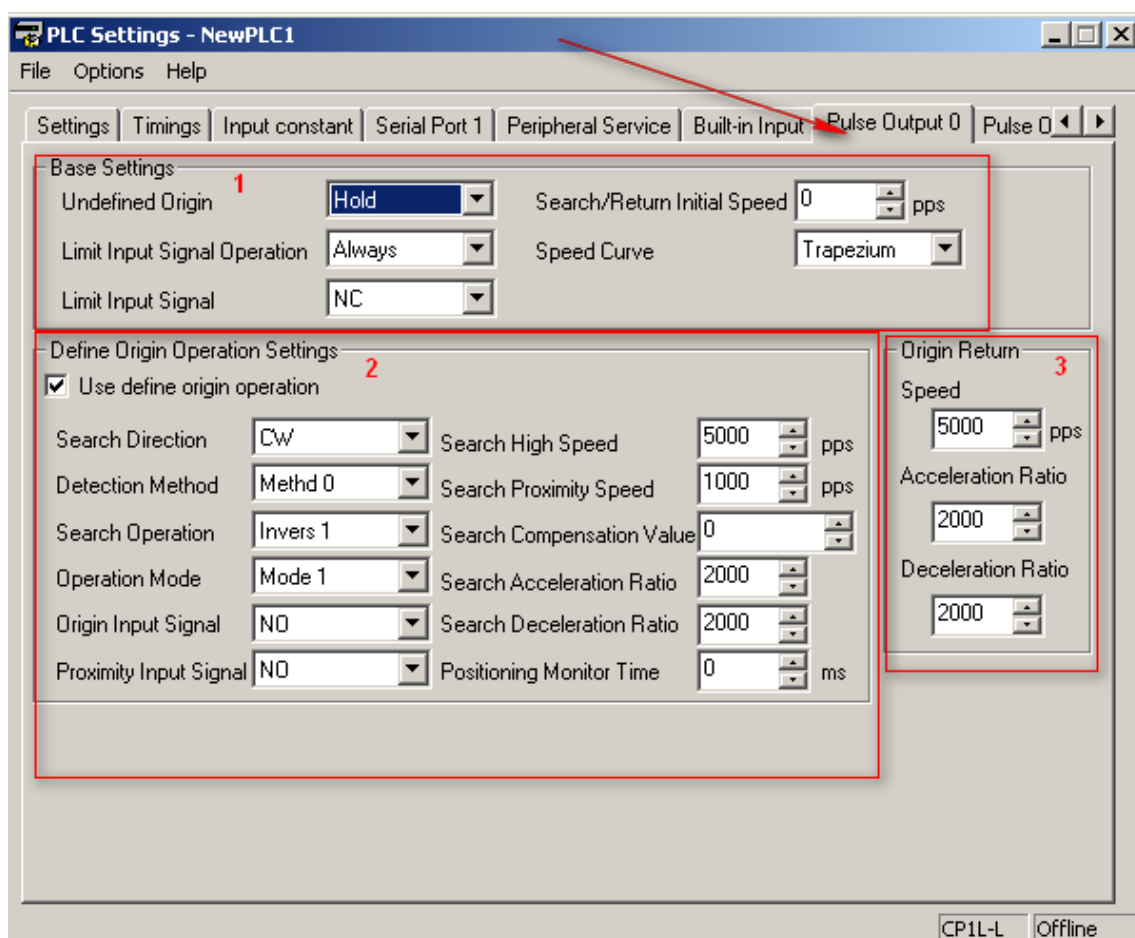 PLC Settings - NewPLC1
File Options Help
Settings Timings Input constant Serial Port 1 Peripheral Service Built-in Input Pulse Output 0 Pulse O
Base Settings
1
Undefined Origin Hold Search/Return Initial Speed 0 pps
Limit Input Signal Operation Always Speed Curve Trapezium
Limit Input Signal NC
Define Origin Operation Settings
2
Use define origin operation
Search Direction CW Search High Speed 5000 pps
Detection Method Methd 0 Search Proximity Speed 1000 pps
Search Operation Invers 1 Search Compensation Value 0
Operation Mode Mode 1 Search Acceleration Ratio 2000
Origin Input Signal NO Search Deceleration Ratio 2000
Proximity Input Signal NO Positioning Monitor Time 0 ms
Origin Return
3
Speed
5000 pps
Acceleration Ratio
2000
Deceleration Ratio
2000
CP1L-L Offline